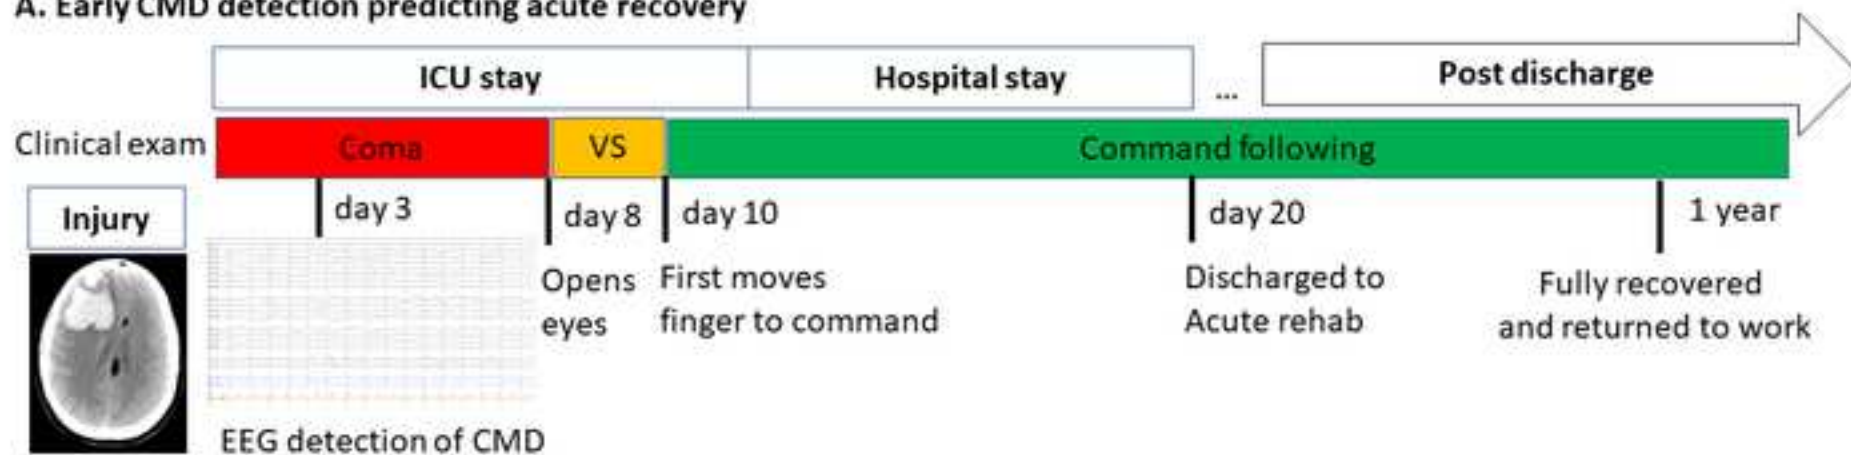 A. Early CMD detection predicting acute recovery
ICU stay
Hospital stay
...
Post discharge
Clinical exam
Coma
VS
Command following
Injury
day 3
day 8
day 10
day 20
1 year
Opens
eyes
First moves
finger to command
Discharged to
Acute rehab
Fully recovered
and returned to work
EEG detection of CMD